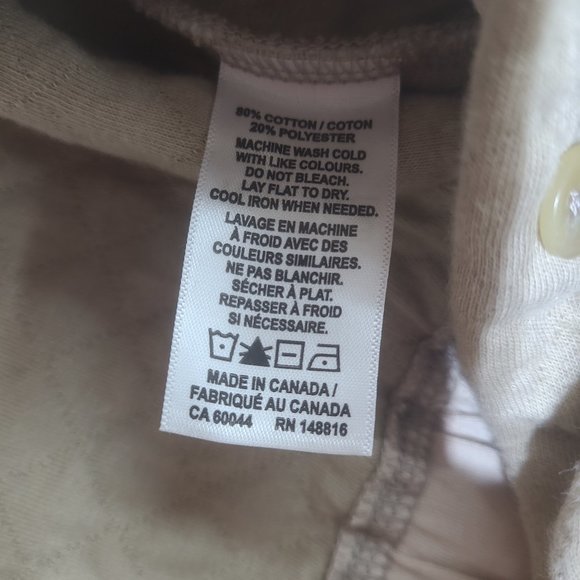 80% COTTON / COTON
20% POLYESTER
MACHINE WASH COLD
WITH LIKE COLOURS.
DO NOT BLEACH.
LAY FLAT TO DRY.
COOL IRON WHEN NEEDED.
LAVAGE EN MACHINE
À FROID AVEC DES
COULEURS SIMILAIRES.
NE PAS BLANCHIR.
SÉCHER À PLAT.
REPASSER À FROID
SI NÉCESSAIRE.
MADE IN CANADA /
FABRIQUÉ AU CANADA
CA 60044 RN 148816